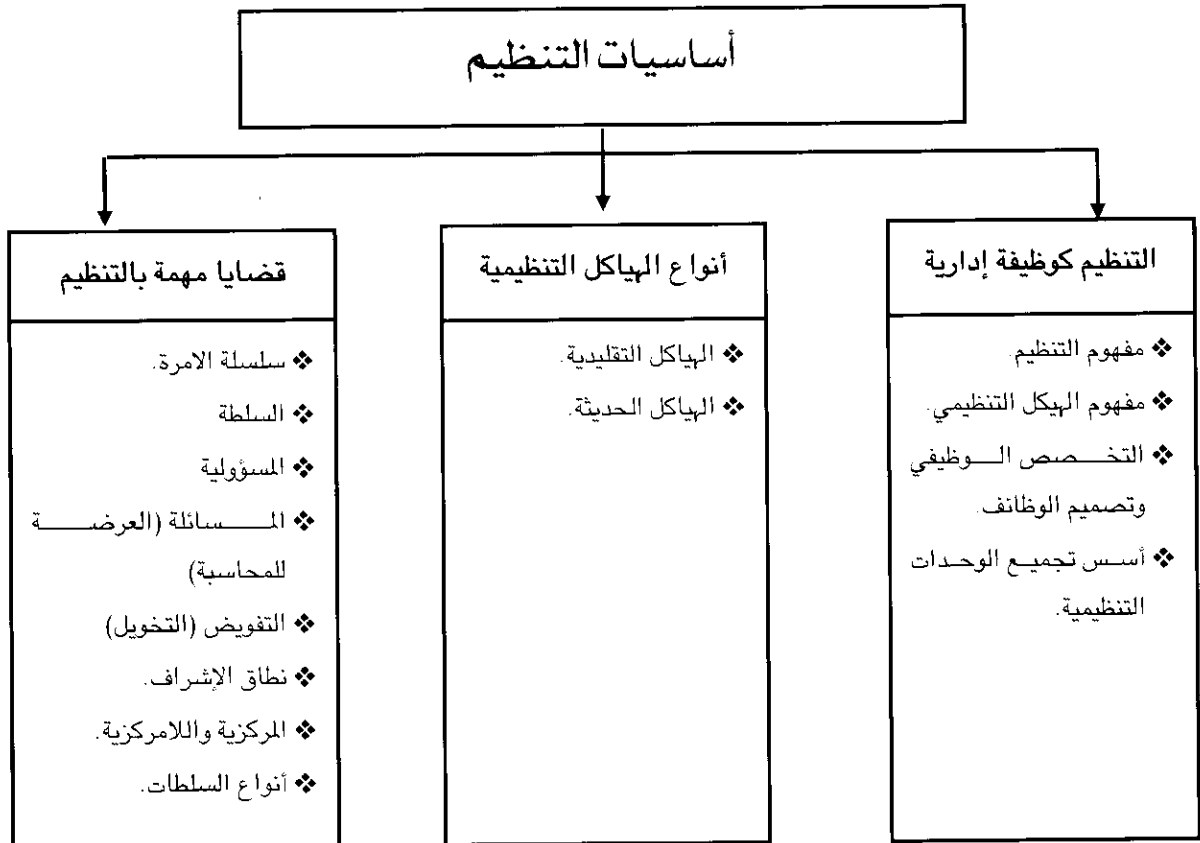 أساسيات التنظيم
التنظيم كوظيفة إدارية
❖ مفهوم التنظيم.
❖ مفهوم الهيكل التنظيمي.
❖ التخصص الوظيفي
وتصميم الوظائف.
❖ أسس تجميع الوحدات
التنظيمية.
أنواع الهياكل التنظيمية
❖ الهياكل التقليدية.
❖ الهياكل الحديثة.
قضايا مهمة بالتنظيم
❖ سلسلة الامرة.
❖ السلطة
❖ المسؤولية
❖ المسائلة (العرضة
للمحاسبة)
❖ التفويض (التخويل)
❖ نطاق الإشراف.
❖ المركزية واللامركزية.
❖ أنواع السلطات.